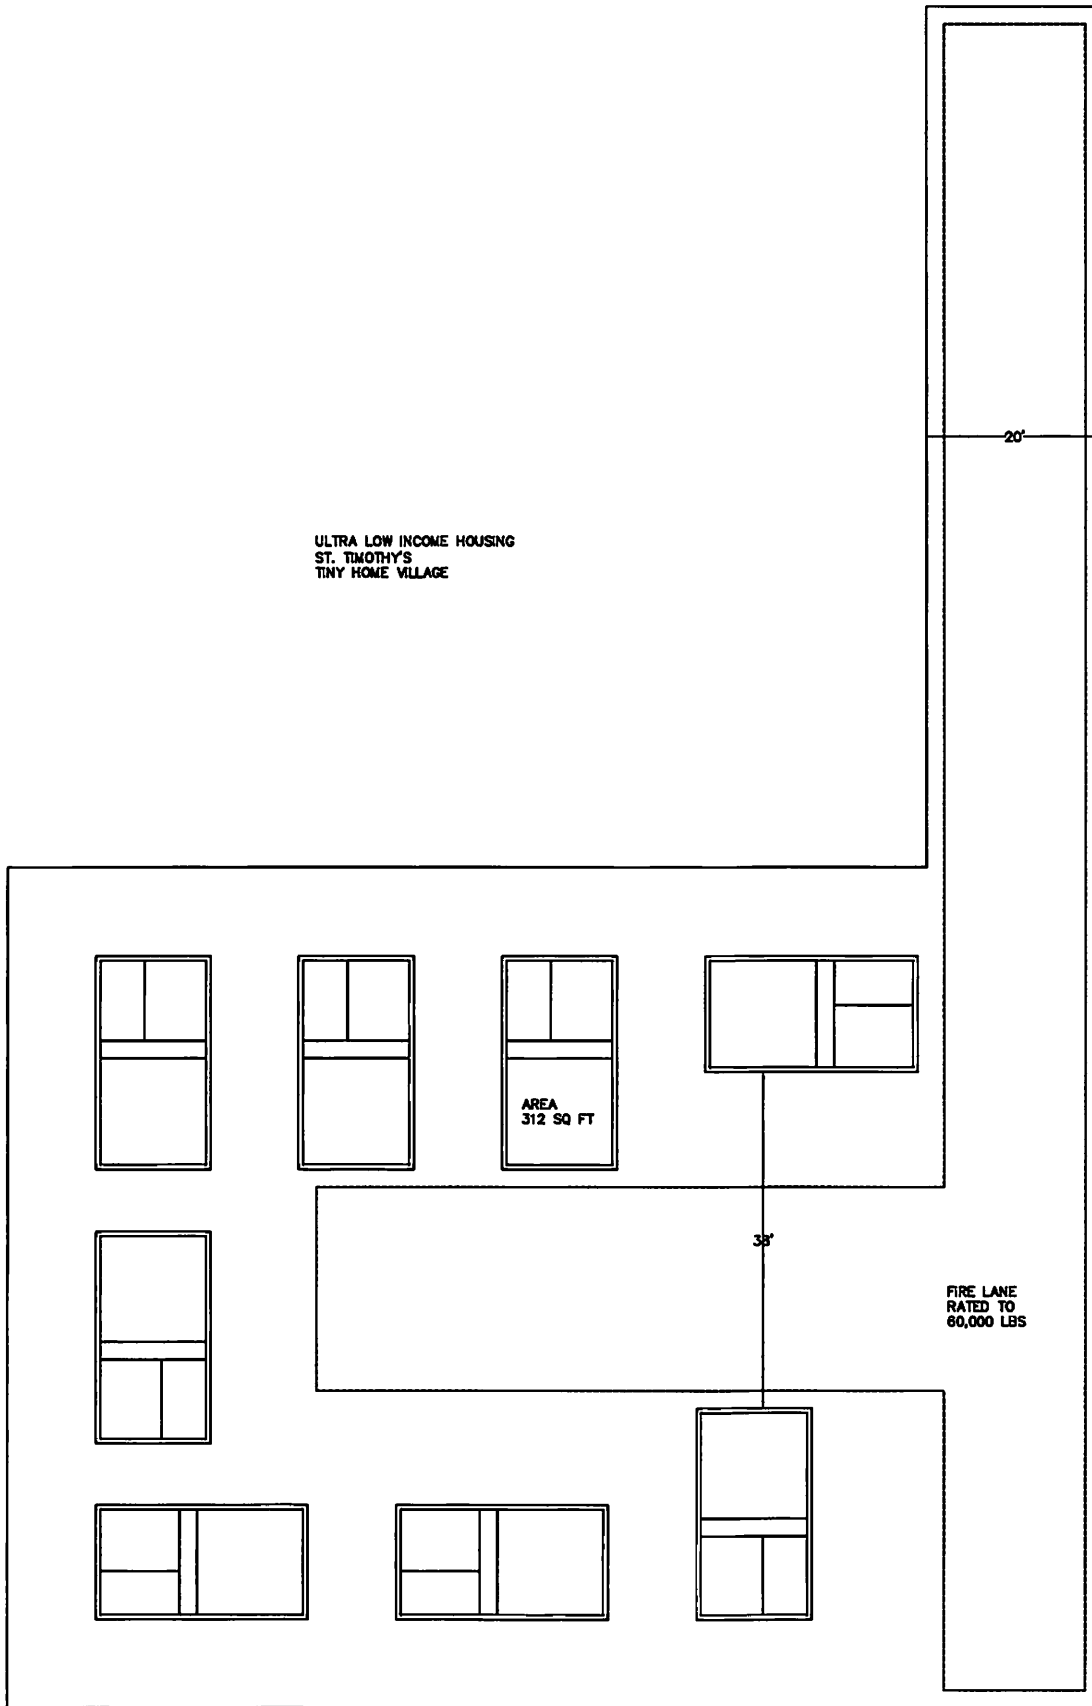 20'
ULTRA LOW INCOME HOUSING
ST. TIMOTHY'S
TINY HOME VILLAGE
AREA
312 SQ FT
38'
FIRE LANE
RATED TO
60,000 LBS